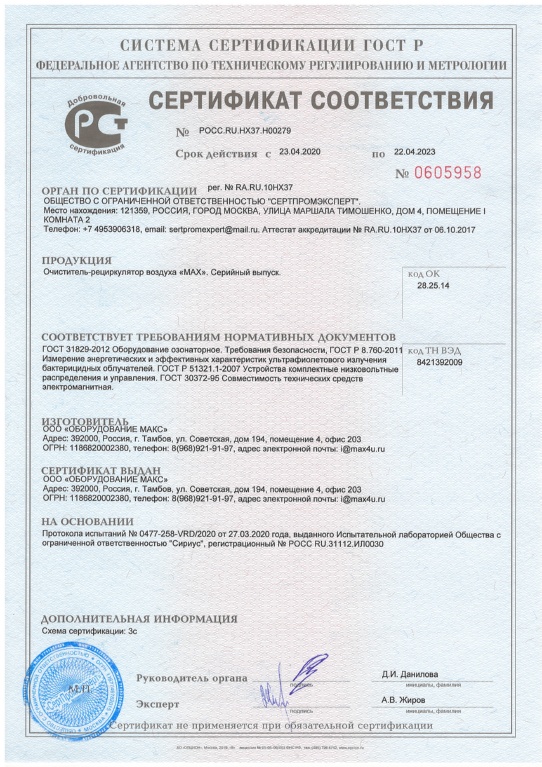 СИСТЕМА СЕРТИФИКАЦИИ ГОСТ Р
ФЕДЕРАЛЬНОЕ АГЕНТСТВО ПО ТЕХНИЧЕСКОМУ РЕГУЛИРОВАНИЮ И МЕТРОЛОГИИ
Добровольная
сертификация
СЕРТИФИКАТ СООТВЕТСТВИЯ
№ РОСС.RU.НХ37.Н00279
Срок действия с 23.04.2020 по 22.04.2023
№ 0605958
ОРГАН ПО СЕРТИФИКАЦИИ рег. № RA.RU.10НХ37
ОБЩЕСТВО С ОГРАНИЧЕННОЙ ОТВЕТСТВЕННОСТЬЮ "СЕРТПРОМЭКСПЕРТ".
Место нахождения: 121359, РОССИЯ, ГОРОД МОСКВА, УЛИЦА МАРШАЛА ТИМОШЕНКО, ДОМ 4, ПОМЕЩЕНИЕ I
КОМНАТА 2
Телефон: +7 4953906318, email: sertpromexpert@mail.ru. Аттестат аккредитации № RA.RU.10НХ37 от 06.10.2017
ПРОДУКЦИЯ
Очиститель-рециркулятор воздуха «МАХ». Серийный выпуск.
код ОК
28.25.14
СООТВЕТСТВУЕТ ТРЕБОВАНИЯМ НОРМАТИВНЫХ ДОКУМЕНТОВ
ГОСТ 31829-2012 Оборудование озонаторное. Требования безопасности, ГОСТ Р 8.760-2011
Измерение энергетических и эффективных характеристик ультрафиолетового излучения
бактерицидных облучателей. ГОСТ Р 51321.1-2007 Устройства комплектные низковольтные
распределения и управления. ГОСТ 30372-95 Совместимость технических средств
электромагнитная.
код ТН ВЭД
8421392009
ИЗГОТОВИТЕЛЬ
ООО «ОБОРУДОВАНИЕ МАКС»
Адрес: 392000, Россия, г. Тамбов, ул. Советская, дом 194, помещение 4, офис 203
ОГРН: 1186820002380, телефон: 8(968)921-91-97, адрес электронной почты: i@max4u.ru
СЕРТИФИКАТ ВЫДАН
ООО «ОБОРУДОВАНИЕ МАКС»
Адрес: 392000, Россия, г. Тамбов, ул. Советская, дом 194, помещение 4, офис 203
ОГРН: 1186820002380, телефон: 8(968)921-91-97, адрес электронной почты: i@max4u.ru
НА ОСНОВАНИИ
Протокола испытаний № 0477-258-VRD/2020 от 27.03.2020 года, выданного Испытательной лабораторией Общества с
ограниченной ответственностью "Сириус", регистрационный № РОСС RU.31112.ИЛ0030
ДОПОЛНИТЕЛЬНАЯ ИНФОРМАЦИЯ
Схема сертификации: 3с
М.П.
Руководитель органа
подпись
Д.И. Данилова
инициалы, фамилия
Эксперт
подпись
А.В. Жиров
инициалы, фамилия
Сертификат не применяется при обязательной сертификации